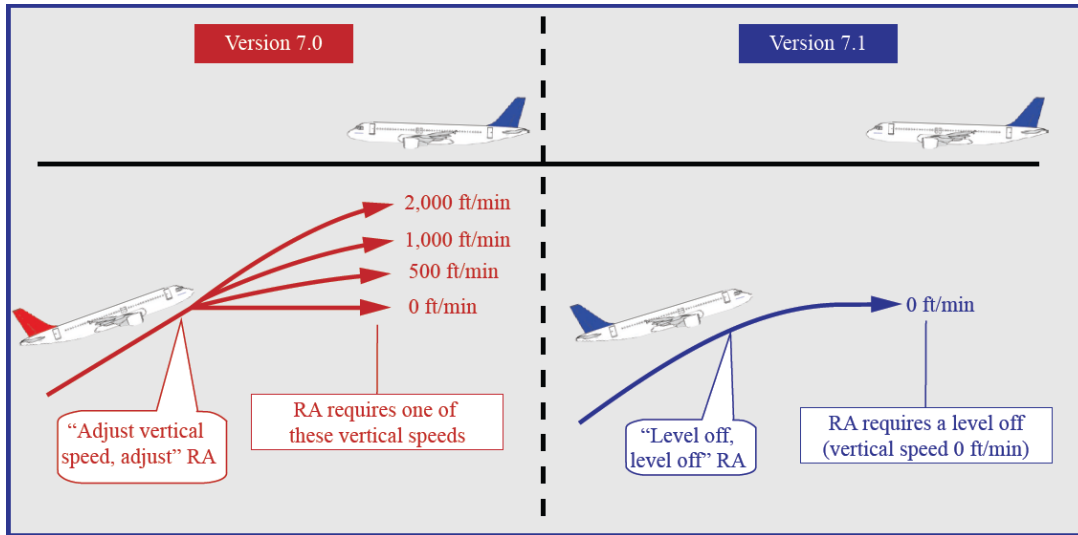 Version 7.0
2,000 ft/min
1,000 ft/min
500 ft/min
0 ft/min
“Adjust vertical
speed, adjust” RA
RA requires one of
these vertical speeds
Version 7.1
0 ft/min
“Level off,
level off” RA
RA requires a level off
(vertical speed 0 ft/min)